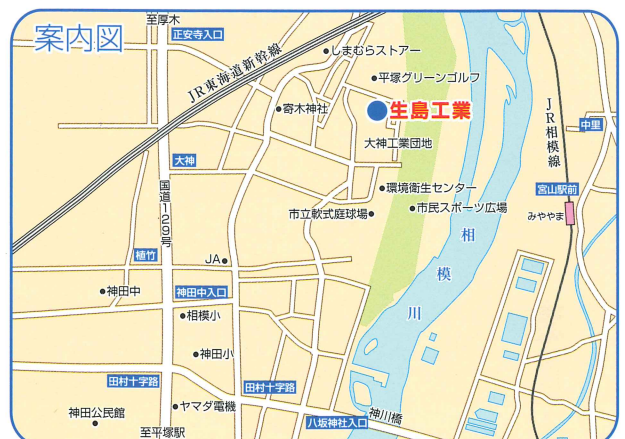 案内図
至厚木
正安寺入口
JR東海道新幹線
しまむらストアー
平塚グリーンゴルフ
寄木神社
生島工業
JR相模線
中里
大神工業団地
大神
国道129号
環境衛生センター
宮山駅前
市立軟式庭球場
市民スポーツ広場
みややま
相模川
植竹
JA
神田中
神田中入口
相模小
神田小
田村十字路
田村十字路
神田公民館
ヤマダ電機
八坂神社入口
神川橋
至平塚駅